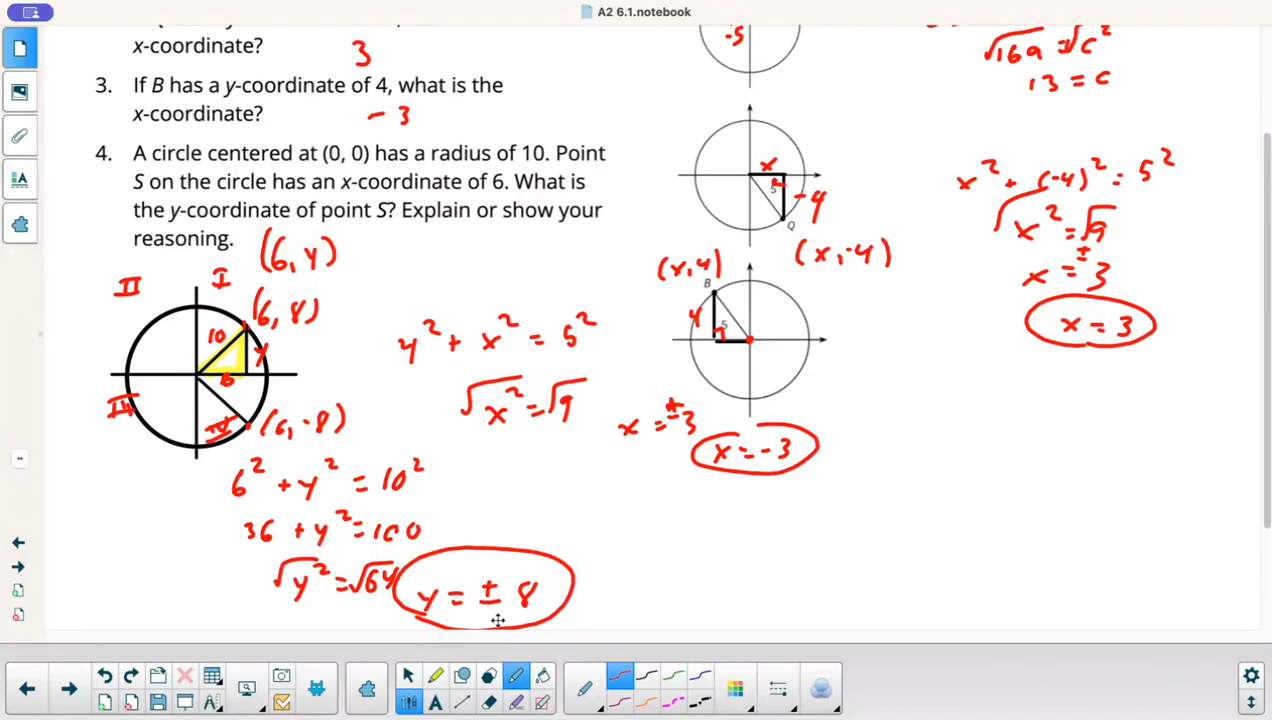 A2 6.1.notebook
x-coordinate?
3
3. If B has a y-coordinate of 4, what is the
x-coordinate?
-3
4. A circle centered at (0, 0) has a radius of 10. Point
S on the circle has an x-coordinate of 6. What is
the y-coordinate of point S? Explain or show your
reasoning.
(6, y)
II
I
(6, 8)
10
y
6
IV
(6, -8)
6² + y² = 10²
36 + y² = 100
√y² = √64
y = ± 8
4² + x² = 5²
√x² = √9
x = ±3
x = -3
-5
x
5
-4
Q
(x, -4)
(x, 4)
B
4
5
√169 = √c²
13 = c
x² + (-4)² = 5²
√x² = √9
x = ± 3
x = 3
A